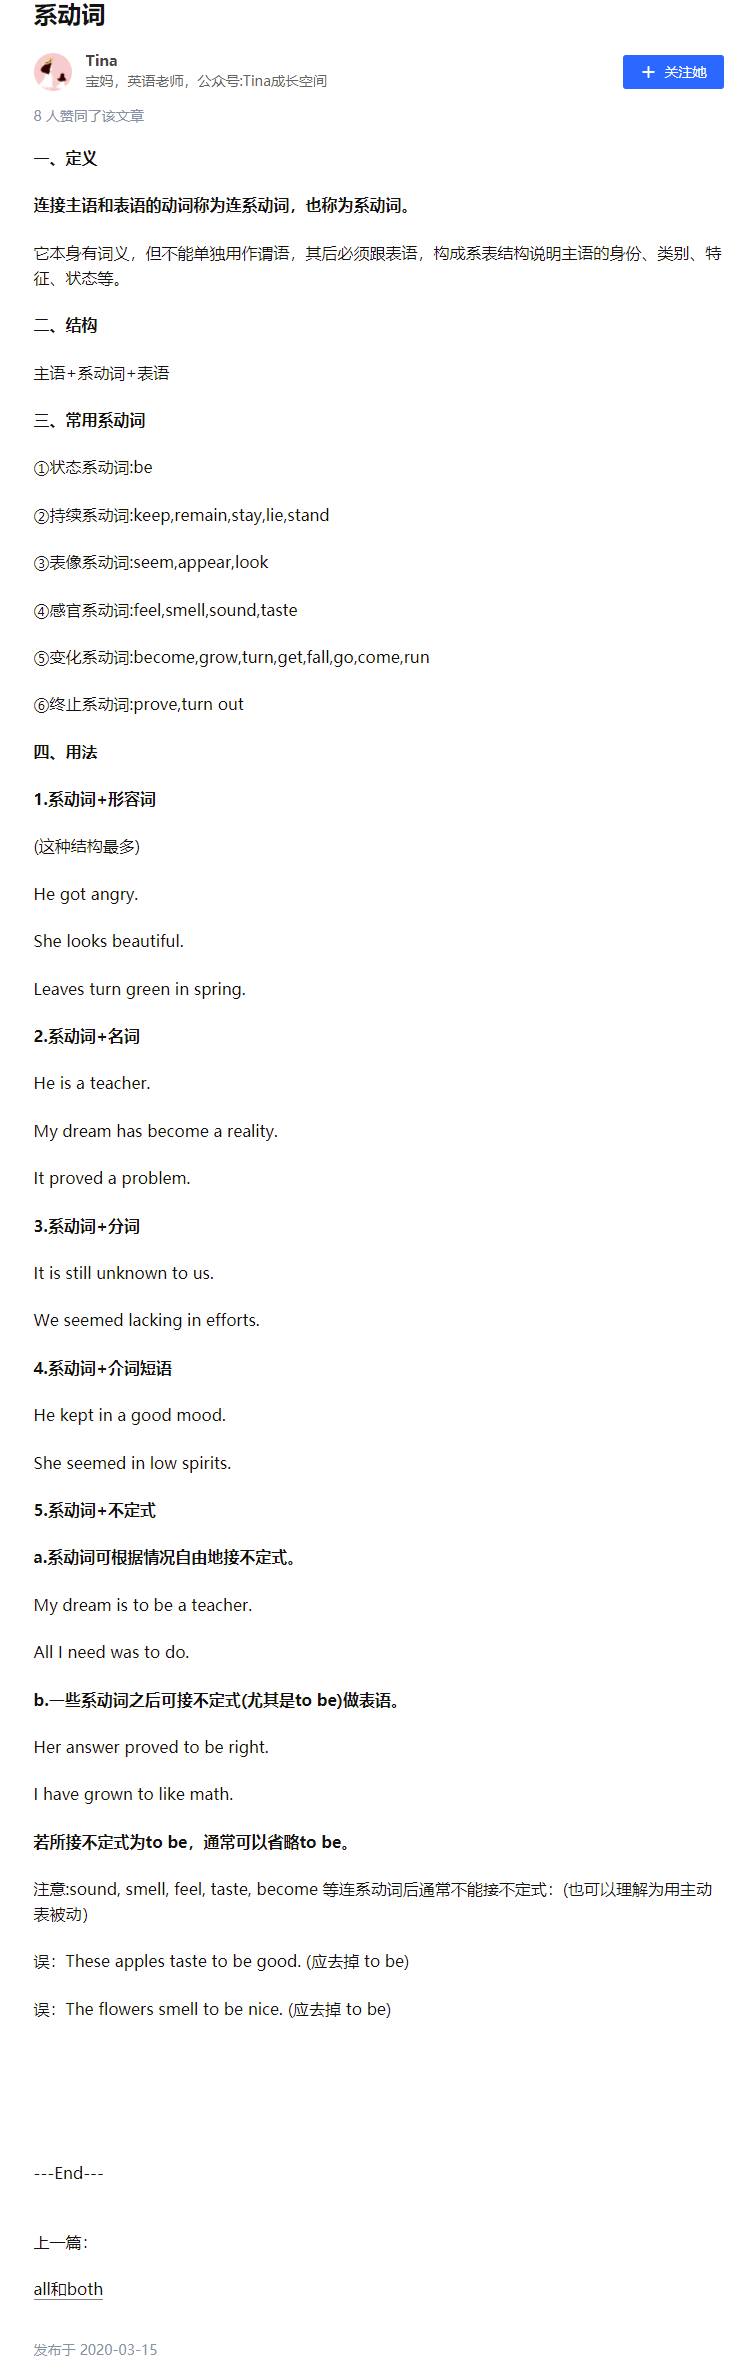 系动词
Tina
宝妈，英语老师，公众号:Tina成长空间
+ 关注她
8 人赞同了该文章
一、定义
连接主语和表语的动词称为连系动词，也称为系动词。
它本身有词义，但不能单独用作谓语，其后必须跟表语，构成系表结构说明主语的身份、类别、特
征、状态等。
二、结构
主语+系动词+表语
三、常用系动词
①状态系动词:be
②持续系动词:keep,remain,stay,lie,stand
③表像系动词:seem,appear,look
④感官系动词:feel,smell,sound,taste
⑤变化系动词:become,grow,turn,get,fall,go,come,run
⑥终止系动词:prove,turn out
四、用法
1.系动词+形容词
(这种结构最多)
He got angry.
She looks beautiful.
Leaves turn green in spring.
2.系动词+名词
He is a teacher.
My dream has become a reality.
It proved a problem.
3.系动词+分词
It is still unknown to us.
We seemed lacking in efforts.
4.系动词+介词短语
He kept in a good mood.
She seemed in low spirits.
5.系动词+不定式
a.系动词可根据情况自由地接不定式。
My dream is to be a teacher.
All I need was to do.
b.一些系动词之后可接不定式(尤其是to be)做表语。
Her answer proved to be right.
I have grown to like math.
若所接不定式为to be，通常可以省略to be。
注意:sound, smell, feel, taste, become 等连系动词后通常不能接不定式：(也可以理解为用主动
表被动）
误：These apples taste to be good. (应去掉 to be)
误：The flowers smell to be nice. (应去掉 to be)
---End---
上一篇：
all和both
发布于 2020-03-15